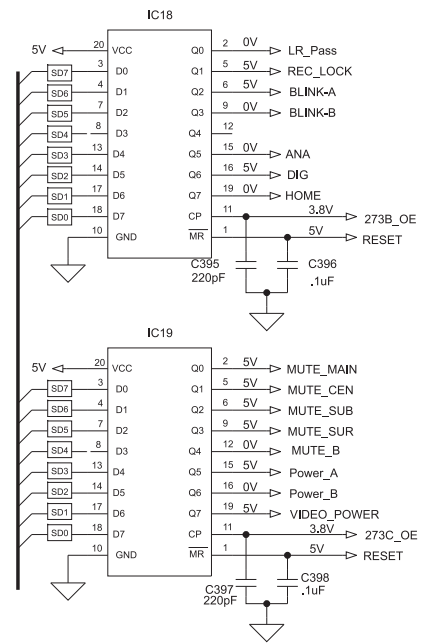 IC18
5V 20 VCC Q0 2 0V LR_Pass
SD7 3 D0 Q1 5 5V REC_LOCK
SD6 4 D1 Q2 6 5V BLINK-A
SD5 7 D2 Q3 9 0V BLINK-B
SD4 8 D3 Q4 12
SD3 13 D4 Q5 15 0V ANA
SD2 14 D5 Q6 16 5V DIG
SD1 17 D6 Q7 19 0V HOME
SD0 18 D7 CP 11 3.8V 273B_OE
10 GND MR 1 5V RESET
C395 C396
220pF .1uF
IC19
5V 20 VCC Q0 2 5V MUTE_MAIN
SD7 3 D0 Q1 5 5V MUTE_CEN
SD6 4 D1 Q2 6 5V MUTE_SUB
SD5 7 D2 Q3 9 5V MUTE_SUR
SD4 8 D3 Q4 12 0V MUTE_B
SD3 13 D4 Q5 15 5V Power_A
SD2 14 D5 Q6 16 0V Power_B
SD1 17 D6 Q7 19 5V VIDEO_POWER
SD0 18 D7 CP 11 3.8V 273C_OE
10 GND MR 1 5V RESET
C397 C398
220pF .1uF